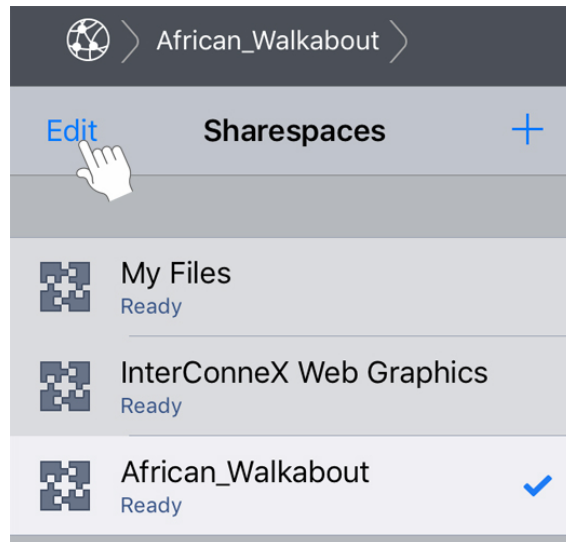 African_Walkabout
Edit Sharespaces +
My Files
Ready
InterConneX Web Graphics
Ready
African_Walkabout
Ready